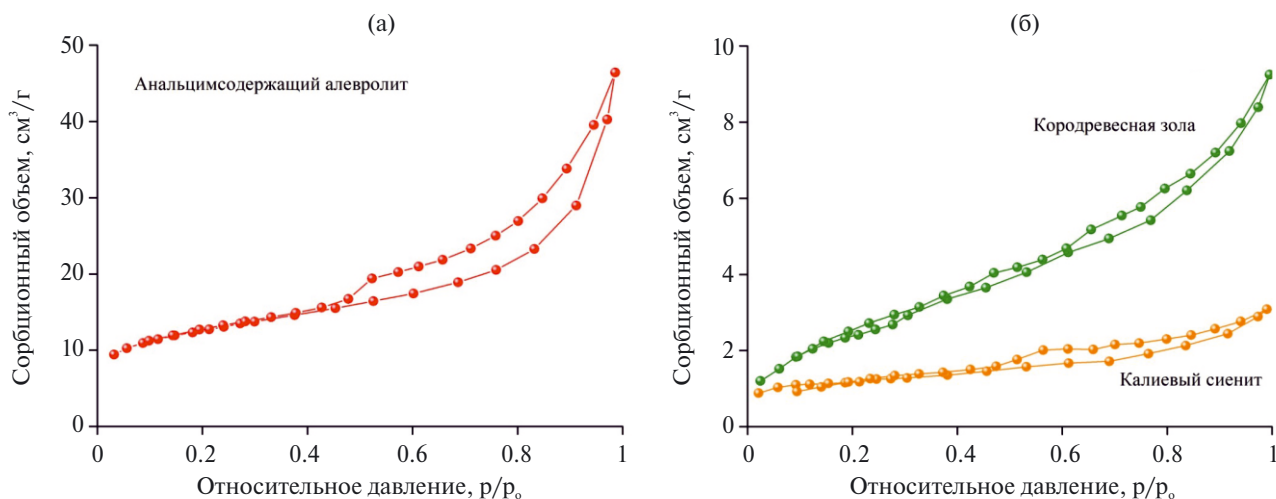 (а)
Сорбционный объем, см³/г
50
40
30
20
10
0
Анальцимсодержащий алевролит
0 0.2 0.4 0.6 0.8 1
Относительное давление, p/pₒ
(б)
Сорбционный объем, см³/г
10
8
6
4
2
0
Кородревесная зола
Калиевый сиенит
0 0.2 0.4 0.6 0.8 1
Относительное давление, p/pₒ